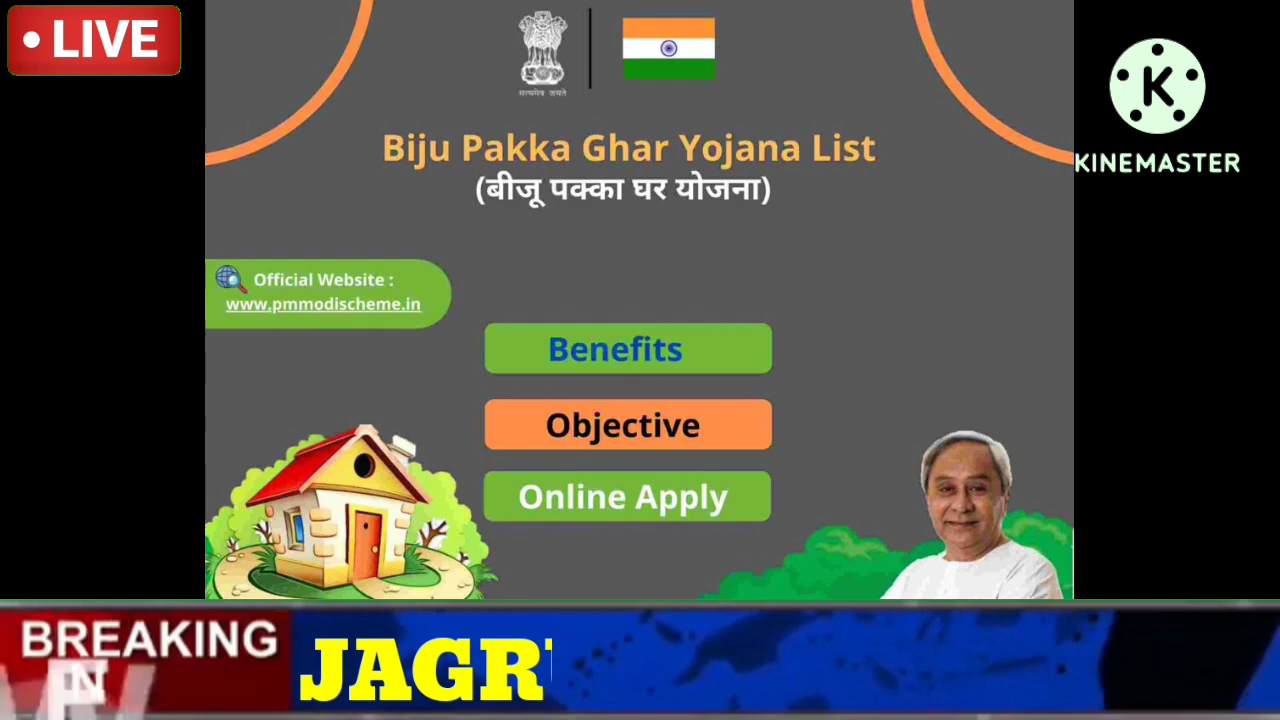 • LIVE
सत्यमेव जयते
K
KINEMASTER
Biju Pakka Ghar Yojana List
(बीजू पक्का घर योजना)
Official Website :
www.pmmodischeme.in
Benefits
Objective
Online Apply
BREAKING
JAGR